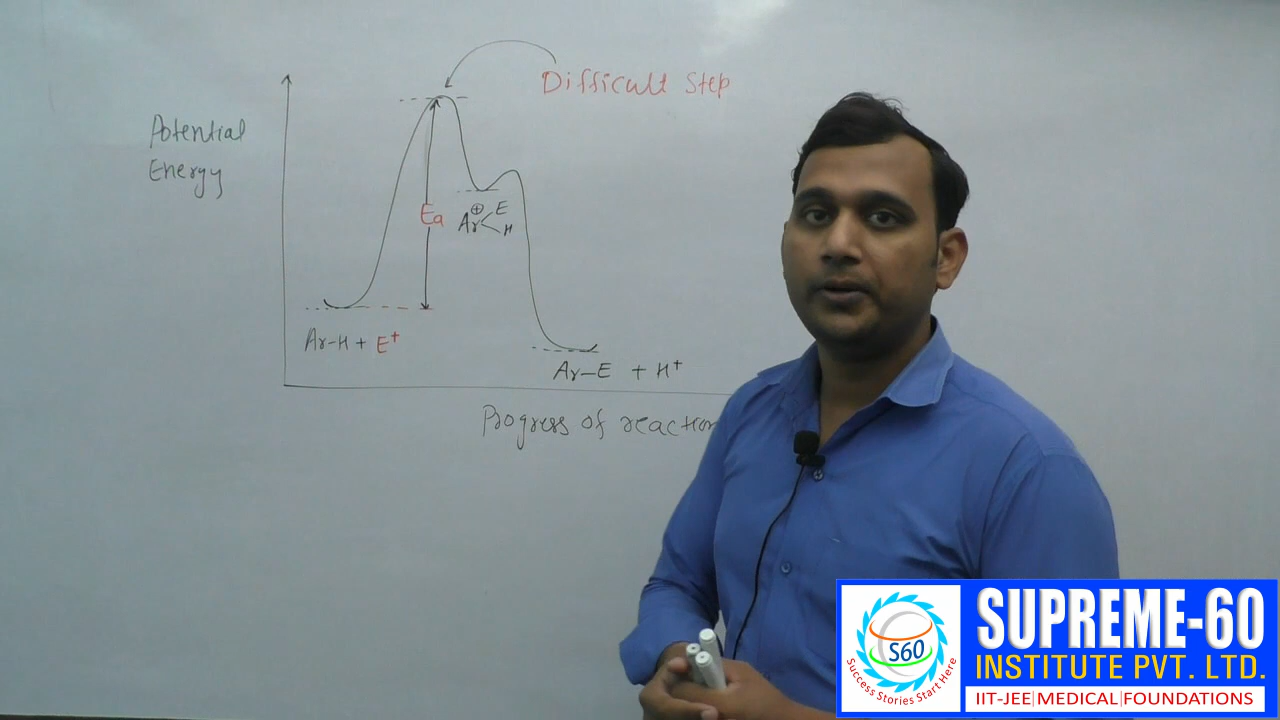 Difficult Step
Potential
Energy
Ea
Ar⊕
E
H
Ar-H + E+
Ar-E + H+
Progress of reaction
SUPREME-60
INSTITUTE PVT. LTD.
IIT-JEE|MEDICAL|FOUNDATIONS
S60
Success Stories Start Here